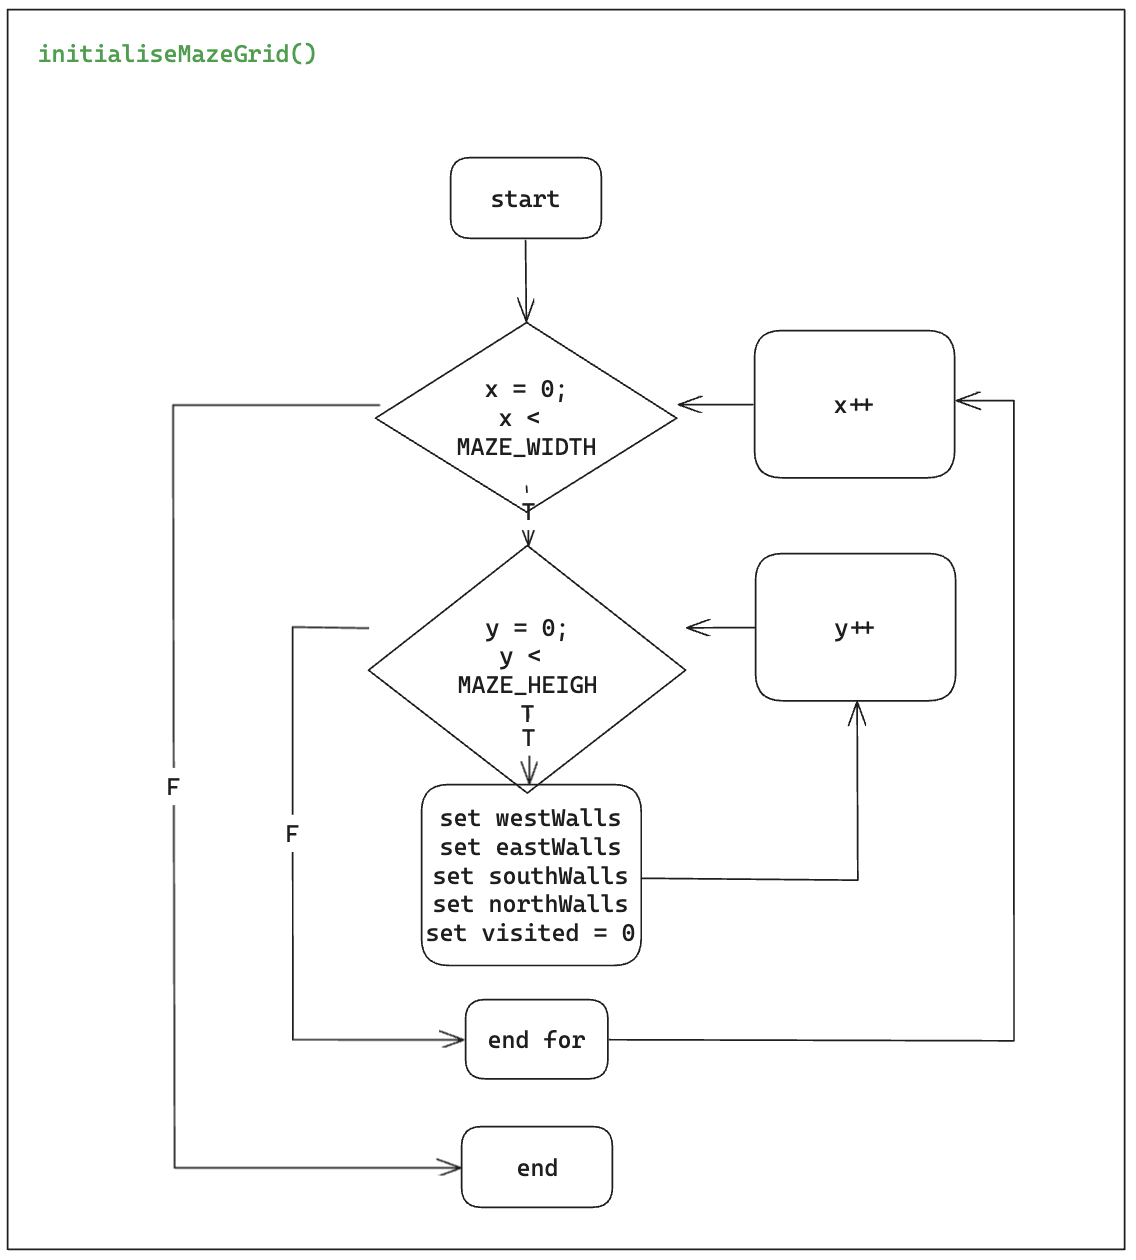 initialiseMazeGrid()
start
x = 0;
x <
MAZE_WIDTH
x++
T
y = 0;
y <
MAZE_HEIGH
T
y++
T
F
F
set westWalls
set eastWalls
set southWalls
set northWalls
set visited = 0
end for
end